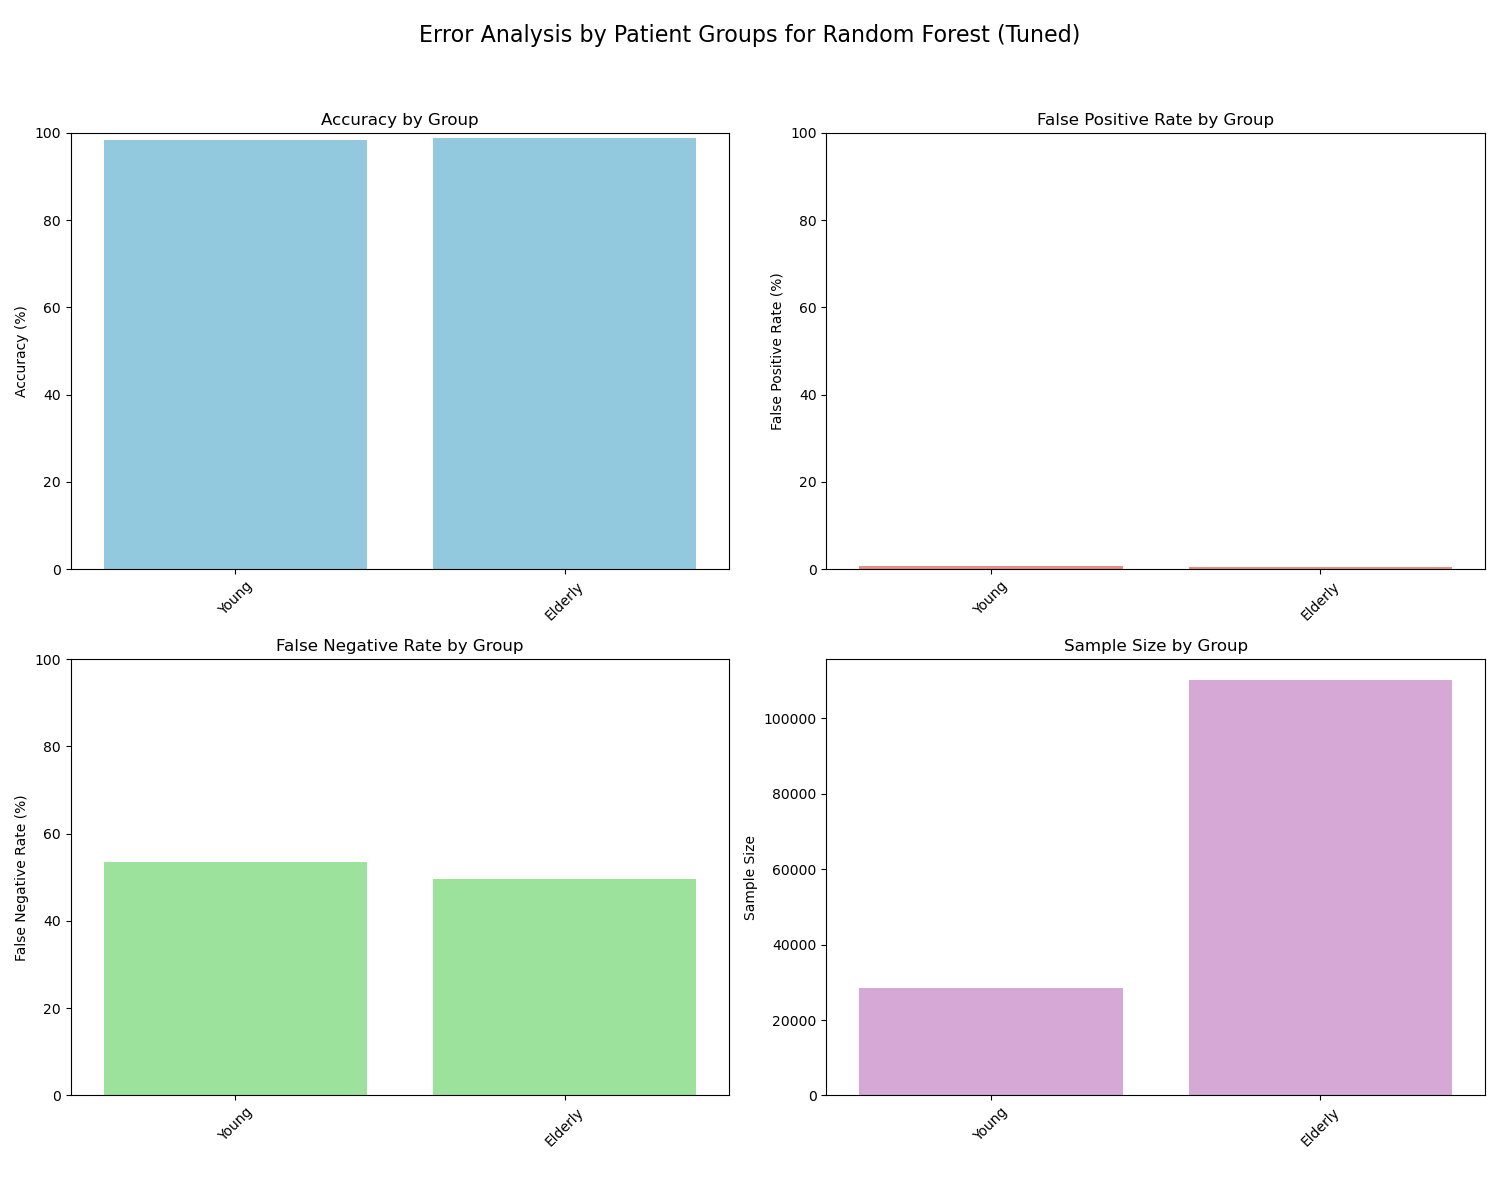 Error Analysis by Patient Groups for Random Forest (Tuned)
Accuracy by Group
100
80
60
40
20
0
Accuracy (%)
Young
Elderly
False Positive Rate by Group
100
80
60
40
20
0
False Positive Rate (%)
Young
Elderly
False Negative Rate by Group
100
80
60
40
20
0
False Negative Rate (%)
Young
Elderly
Sample Size by Group
100000
80000
60000
40000
20000
0
Sample Size
Young
Elderly